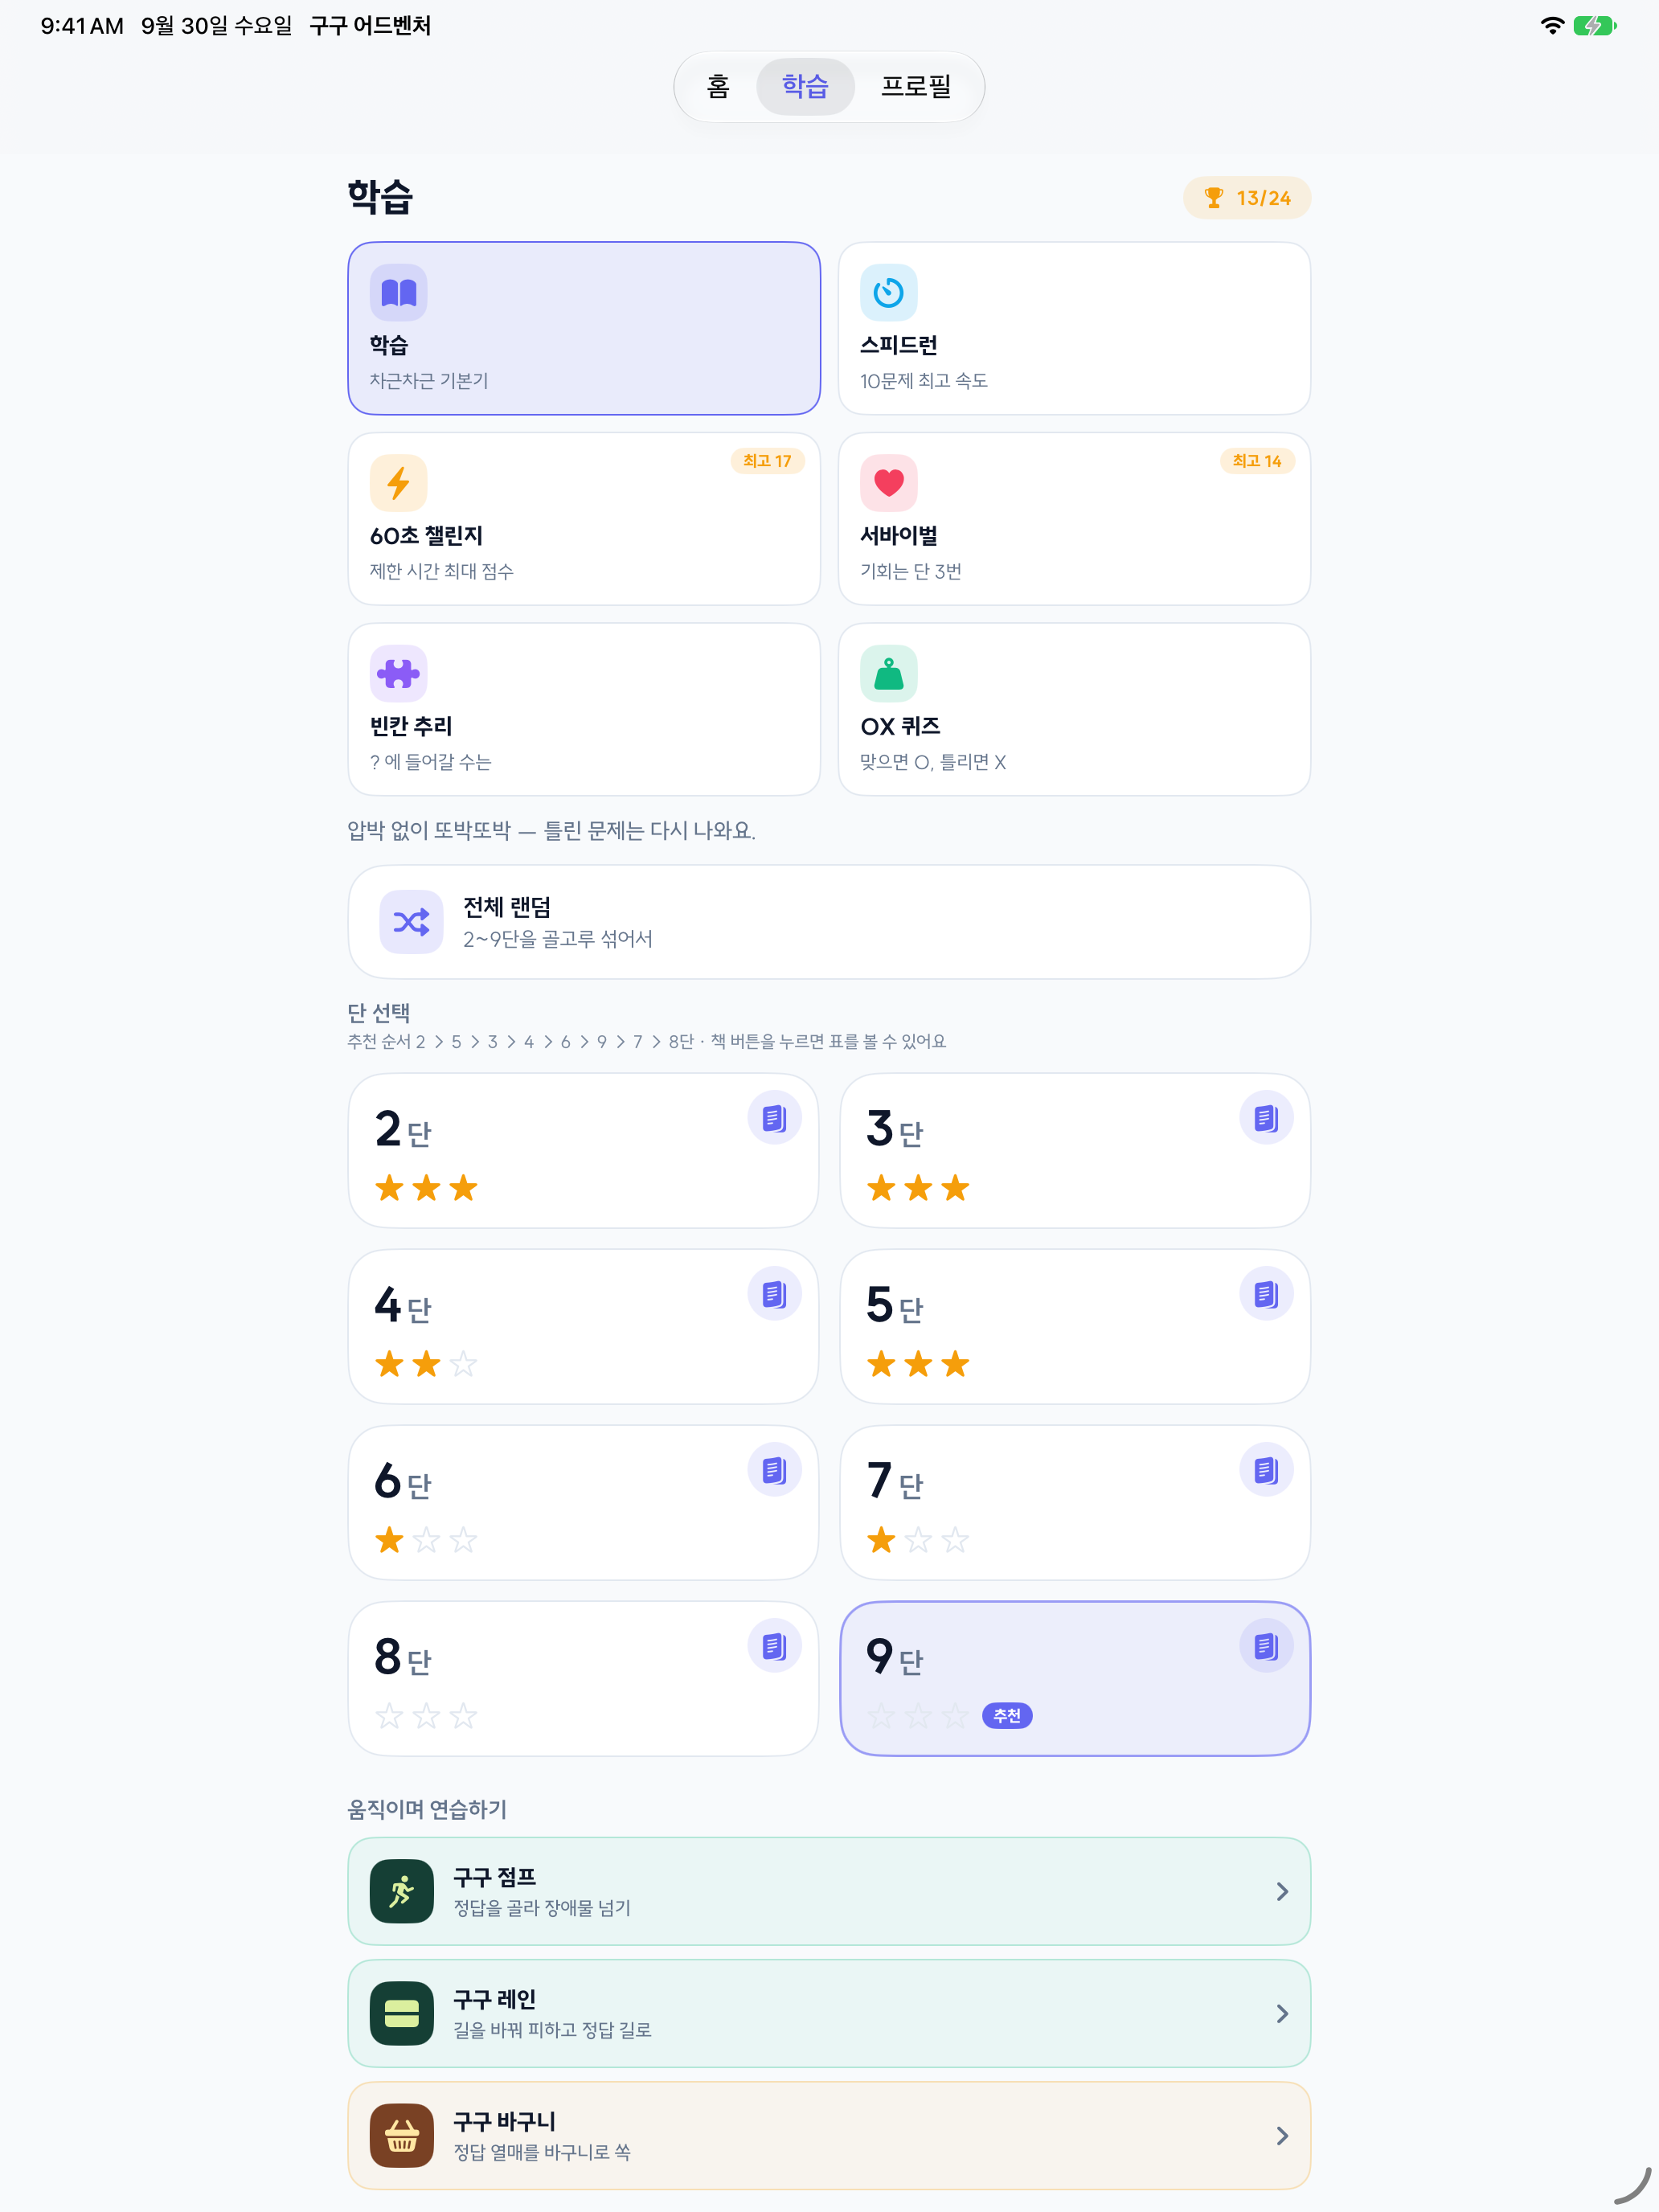 9:41 AM 9월 30일 수요일 구구 어드벤처
홈 학습 프로필
학습 13/24
학습
차근차근 기본기
스피드런
10문제 최고 속도
최고 17
60초 챌린지
제한 시간 최대 점수
최고 14
서바이벌
기회는 단 3번
빈칸 추리
? 에 들어갈 수는
OX 퀴즈
맞으면 O, 틀리면 X
압박 없이 또박또박 — 틀린 문제는 다시 나와요.
전체 랜덤
2~9단을 골고루 섞어서
단 선택
추천 순서 2 > 5 > 3 > 4 > 6 > 9 > 7 > 8단 · 책 버튼을 누르면 표를 볼 수 있어요
2 단
3 단
4 단
5 단
6 단
7 단
8 단
9 단
추천
움직이며 연습하기
구구 점프
정답을 골라 장애물 넘기
구구 레인
길을 바꿔 피하고 정답 길로
구구 바구니
정답 열매를 바구니로 쏙